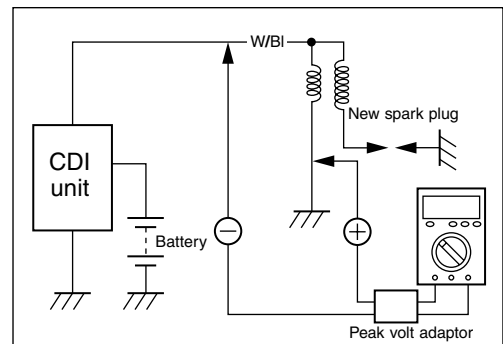 W/Bl
New spark plug
CDI
unit
Battery
−
+
Peak volt adaptor